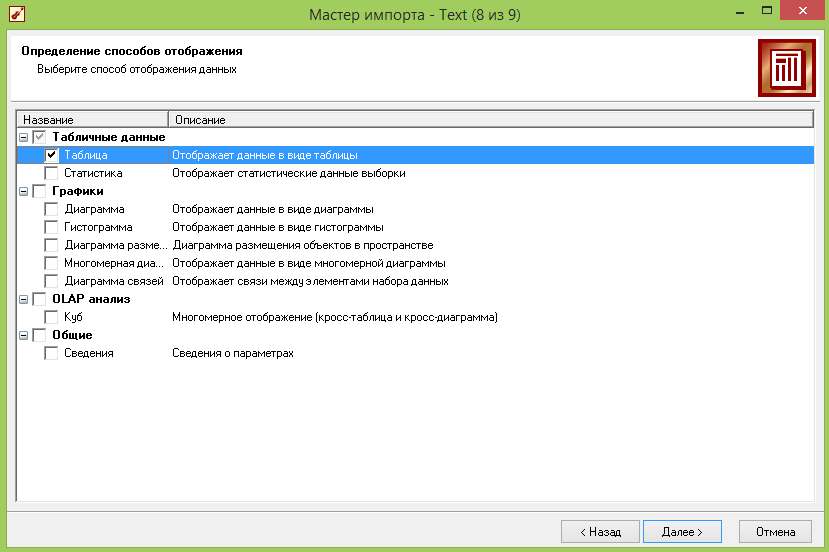 Мастер импорта - Text (8 из 9)
Определение способов отображения
Выберите способ отображения данных
Название Описание
Табличные данные
Таблица Отображает данные в виде таблицы
Статистика Отображает статистические данные выборки
Графики
Диаграмма Отображает данные в виде диаграммы
Гистограмма Отображает данные в виде гистограммы
Диаграмма разме... Диаграмма размещения объектов в пространстве
Многомерная диа... Отображает данные в виде многомерной диаграммы
Диаграмма связей Отображает связи между элементами набора данных
OLAP анализ
Куб Многомерное отображение (кросс-таблица и кросс-диаграмма)
Общие
Сведения Сведения о параметрах
< Назад Далее > Отмена